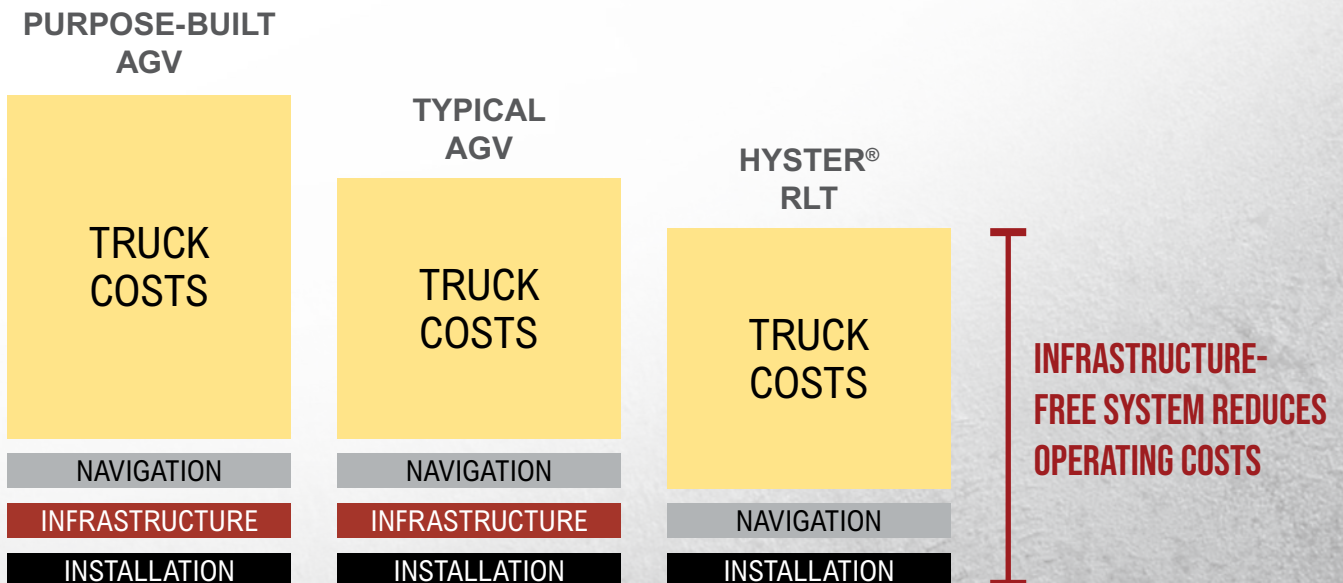 PURPOSE-BUILT
AGV
TRUCK
COSTS
NAVIGATION
INFRASTRUCTURE
INSTALLATION
TYPICAL
AGV
TRUCK
COSTS
NAVIGATION
INFRASTRUCTURE
INSTALLATION
HYSTER®
RLT
TRUCK
COSTS
NAVIGATION
INSTALLATION
INFRASTRUCTURE-
FREE SYSTEM REDUCES
OPERATING COSTS